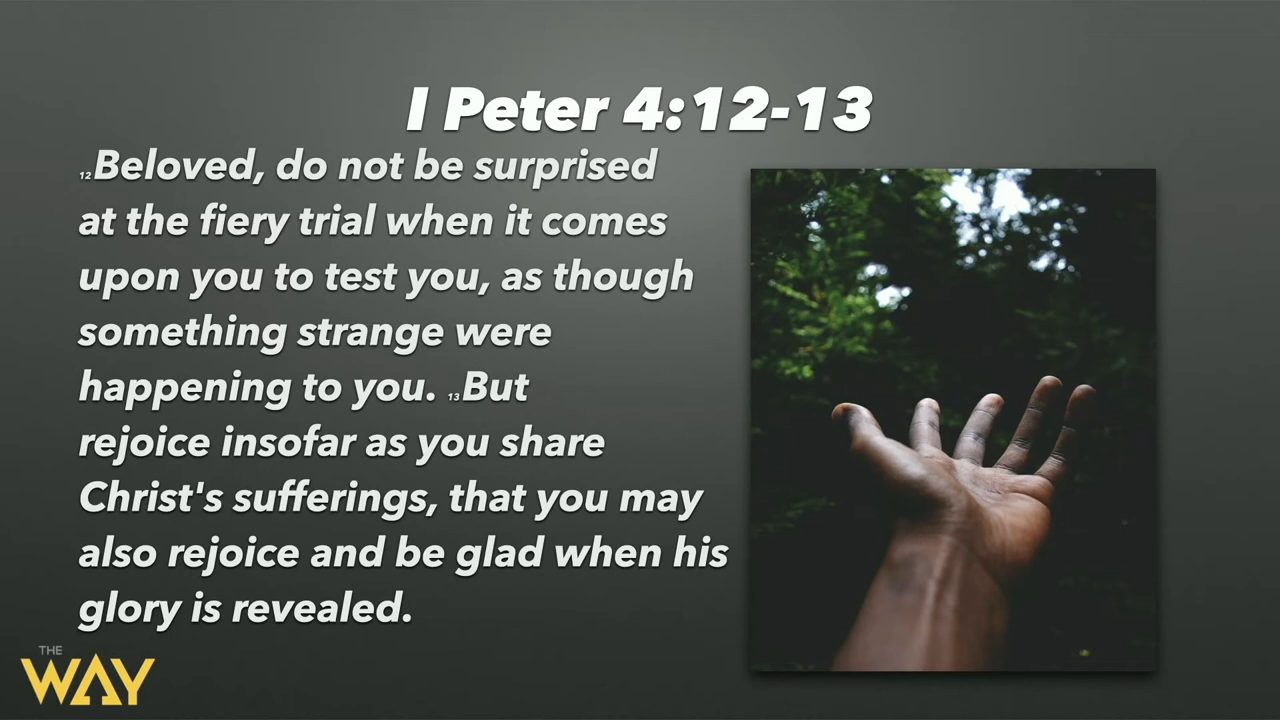 I Peter 4:12-13
12Beloved, do not be surprised
at the fiery trial when it comes
upon you to test you, as though
something strange were
happening to you. 13But
rejoice insofar as you share
Christ's sufferings, that you may
also rejoice and be glad when his
glory is revealed.
THE
WAY